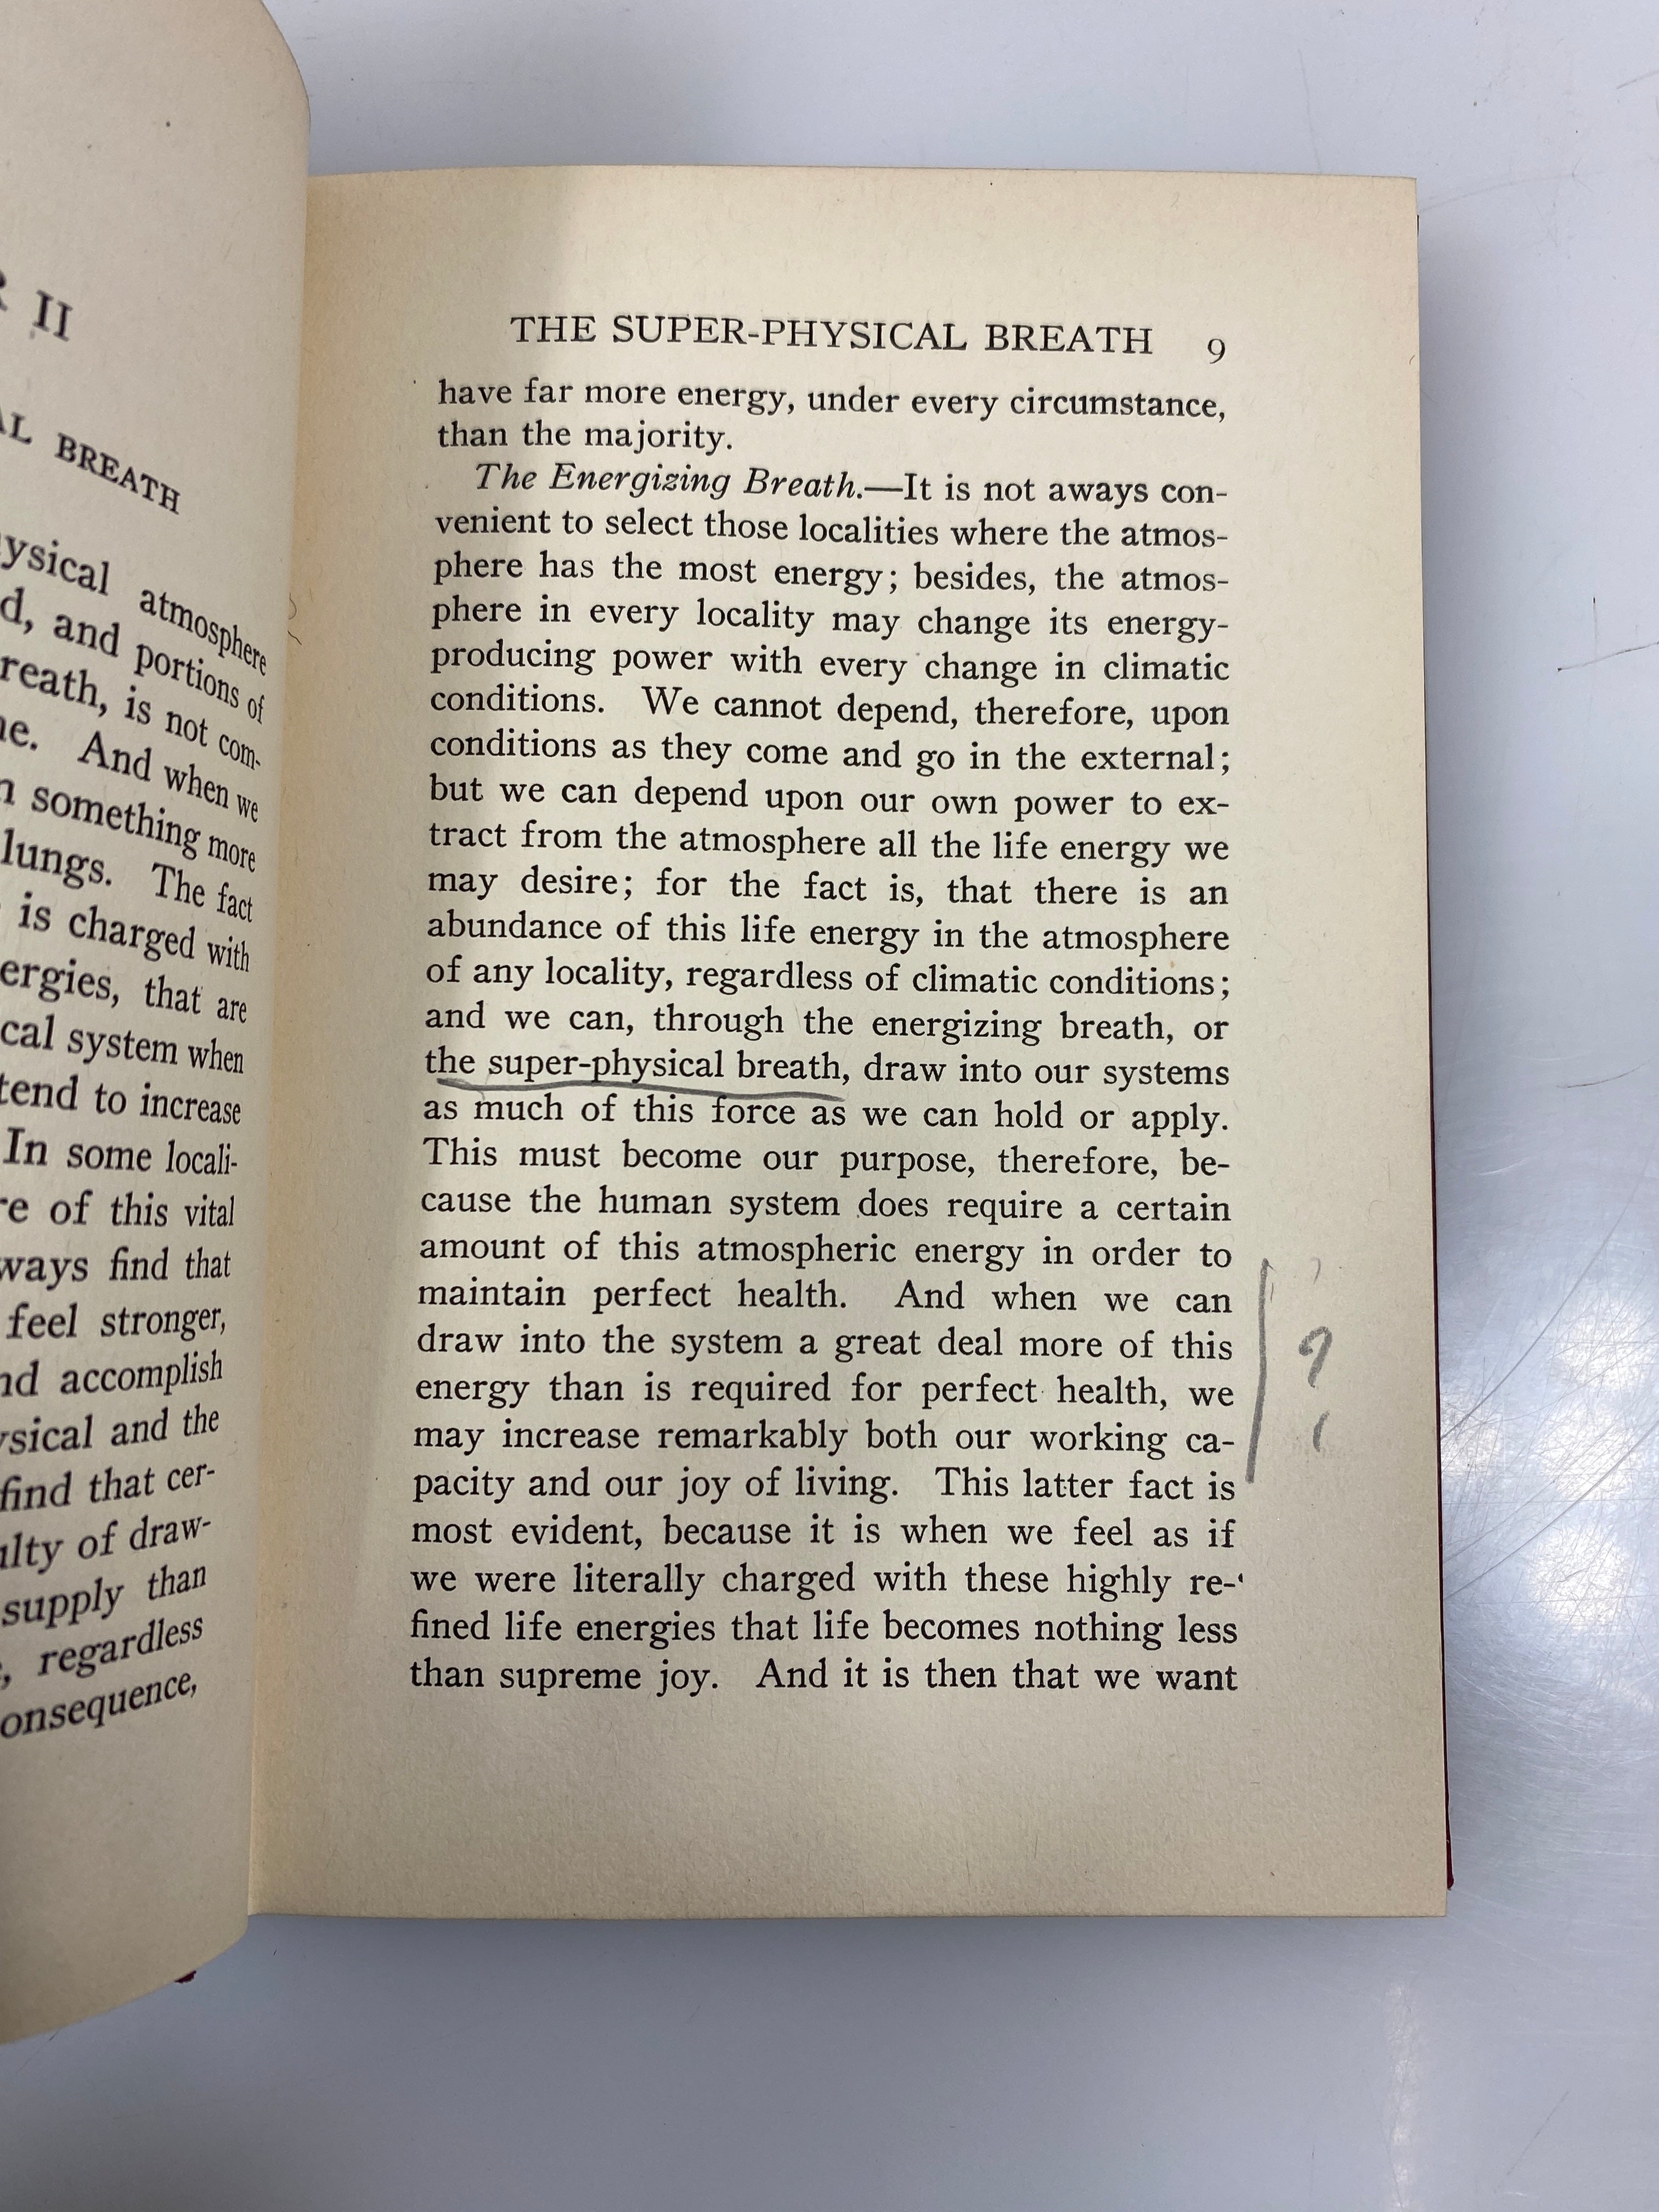 II
AL BREATH
ysical atmosphere
d, and portions of
reath, is not com-
ne. And when we
n something more
lungs. The fact
is charged with
ergies, that are
cal system when
tend to increase
In some locali-
re of this vital
ways find that
feel stronger,
nd accomplish
ysical and the
find that cer-
ulty of draw-
supply than
regardless
onsequence,
THE SUPER-PHYSICAL BREATH 9
have far more energy, under every circumstance,
than the majority.
The Energizing Breath.—It is not aways con-
venient to select those localities where the atmos-
phere has the most energy; besides, the atmos-
phere in every locality may change its energy-
producing power with every change in climatic
conditions. We cannot depend, therefore, upon
conditions as they come and go in the external;
but we can depend upon our own power to ex-
tract from the atmosphere all the life energy we
may desire; for the fact is, that there is an
abundance of this life energy in the atmosphere
of any locality, regardless of climatic conditions;
and we can, through the energizing breath, or
the super-physical breath, draw into our systems
as much of this force as we can hold or apply.
This must become our purpose, therefore, be-
cause the human system does require a certain
amount of this atmospheric energy in order to
maintain perfect health. And when we can
draw into the system a great deal more of this
energy than is required for perfect health, we
may increase remarkably both our working ca-
pacity and our joy of living. This latter fact is
most evident, because it is when we feel as if
we were literally charged with these highly re-
fined life energies that life becomes nothing less
than supreme joy. And it is then that we want
?